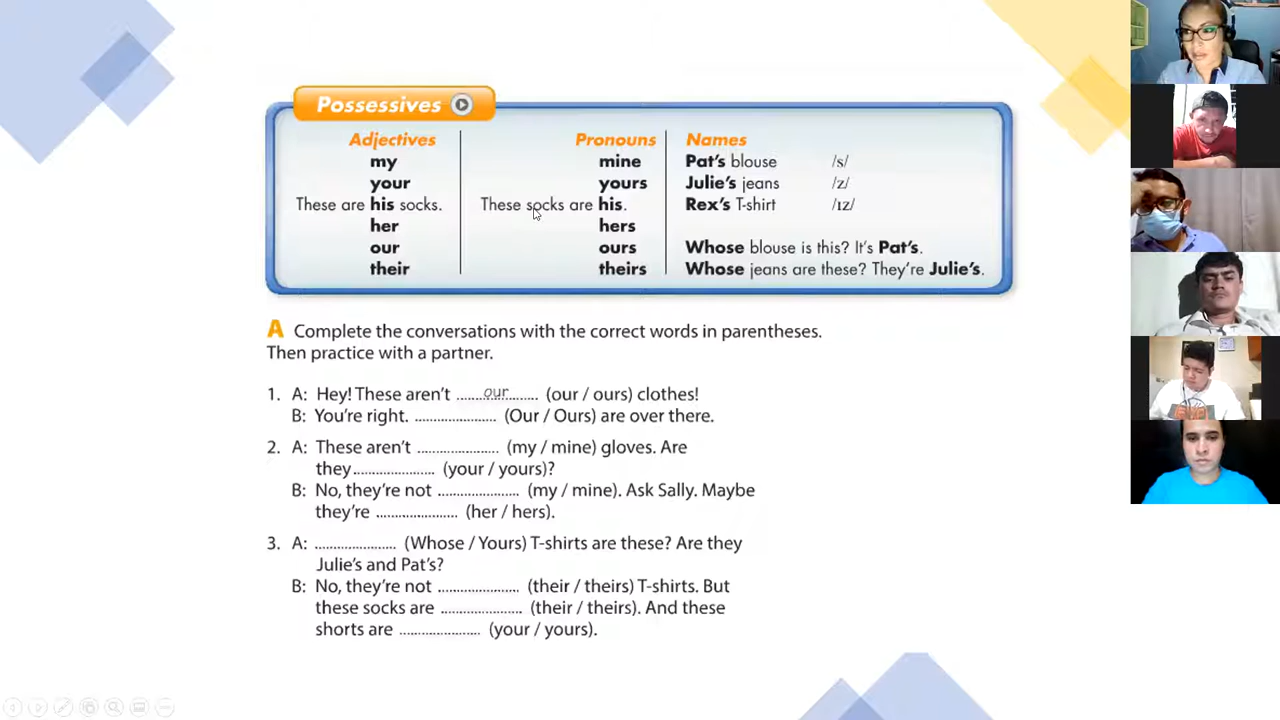 Possessives
Adjectives Pronouns Names
my mine Pat's blouse /s/
your yours Julie's jeans /z/
These are his socks. These socks are his. Rex's T-shirt /ɪz/
her hers
our ours Whose blouse is this? It's Pat's.
their theirs Whose jeans are these? They're Julie's.
A Complete the conversations with the correct words in parentheses.
Then practice with a partner.
1. A: Hey! These aren't ......our........ (our / ours) clothes!
B: You're right. ..................... (Our / Ours) are over there.
2. A: These aren't ..................... (my / mine) gloves. Are
they..................... (your / yours)?
B: No, they're not ..................... (my / mine). Ask Sally. Maybe
they're ..................... (her / hers).
3. A: ..................... (Whose / Yours) T-shirts are these? Are they
Julie's and Pat's?
B: No, they're not ..................... (their / theirs) T-shirts. But
these socks are ..................... (their / theirs). And these
shorts are ..................... (your / yours).